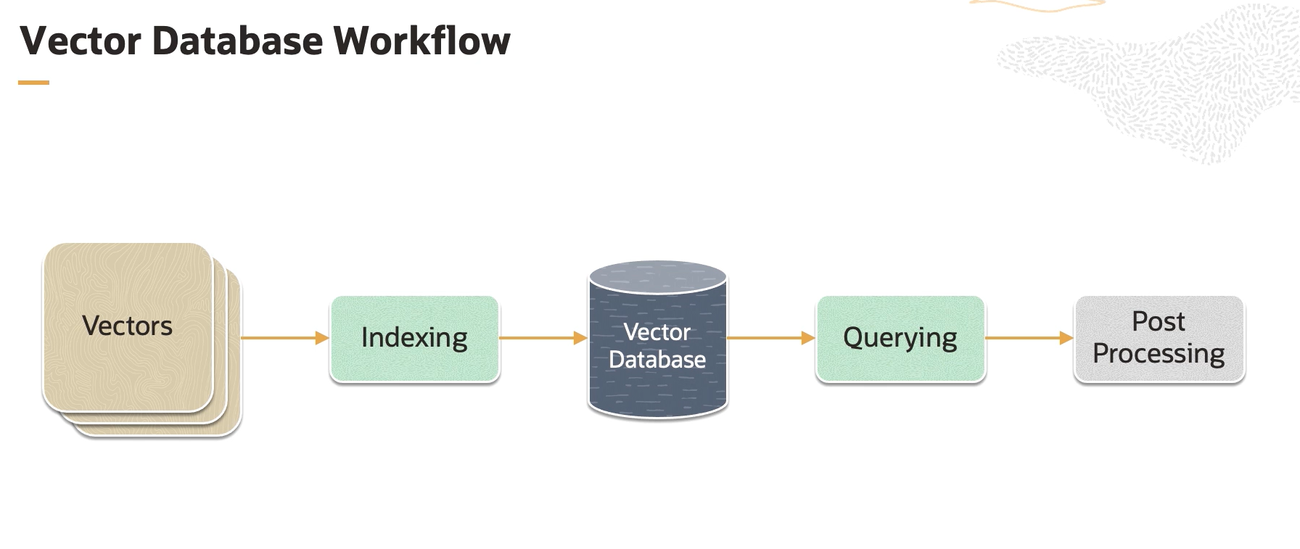 Vector Database Workflow
Vectors
Indexing
Vector
Database
Querying
Post
Processing